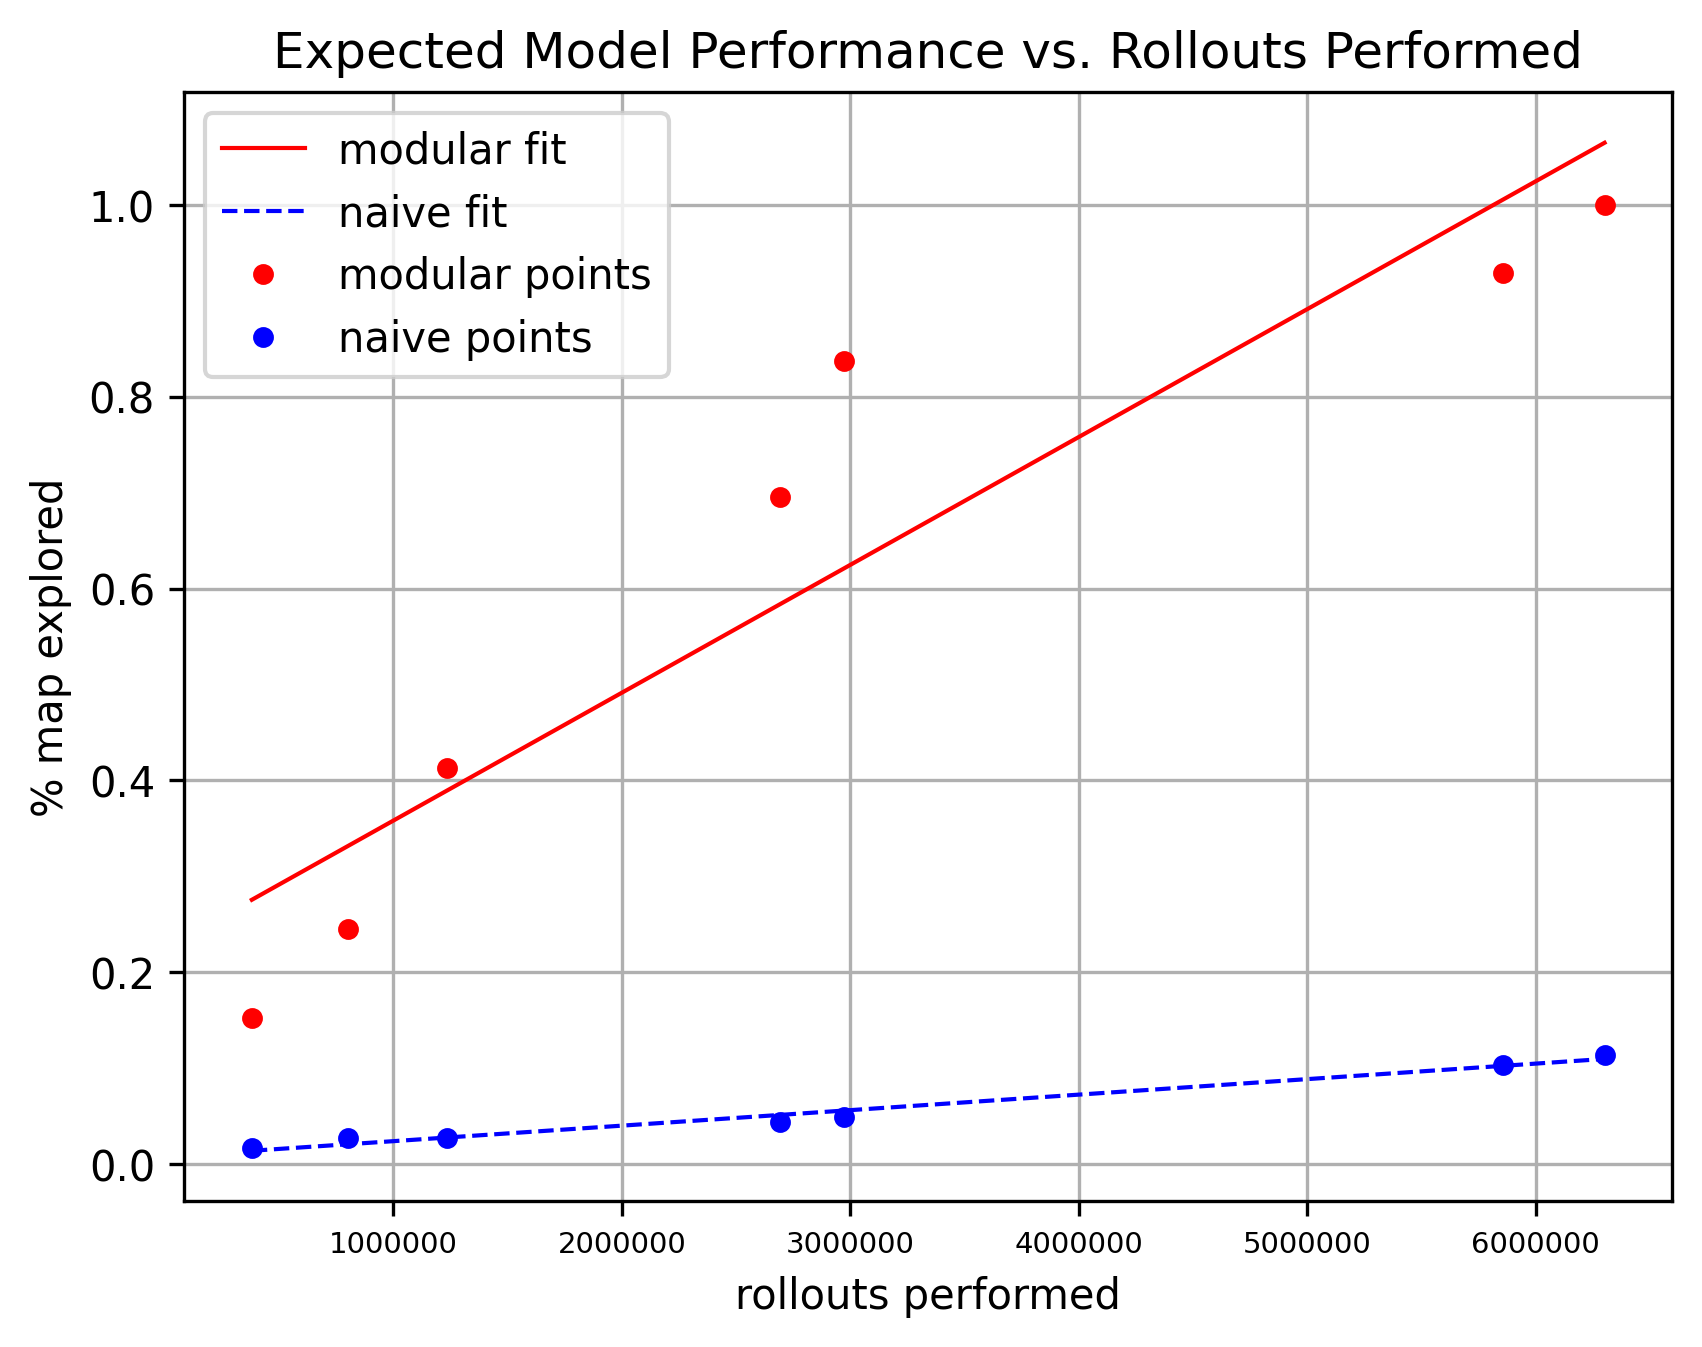 Expected Model Performance vs. Rollouts Performed
modular fit
naive fit
modular points
naive points
1.0
0.8
0.6
0.4
0.2
0.0
% map explored
1000000 2000000 3000000 4000000 5000000 6000000
rollouts performed